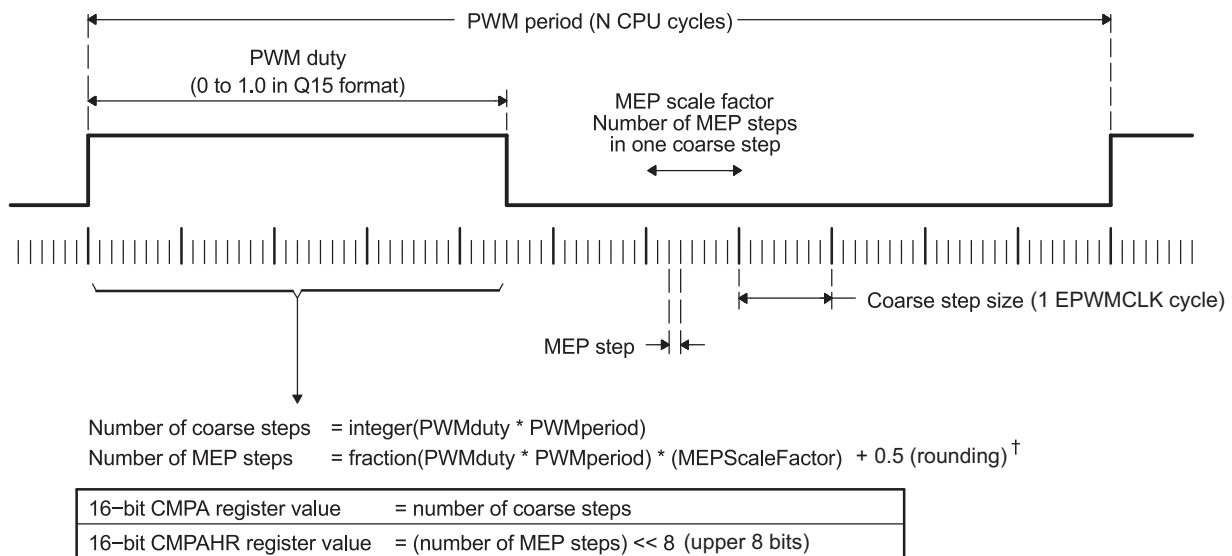 PWM period (N CPU cycles)
PWM duty
(0 to 1.0 in Q15 format)
MEP scale factor
Number of MEP steps
in one coarse step
Coarse step size (1 EPWMCLK cycle)
MEP step
Number of coarse steps = integer(PWMduty * PWMperiod)
Number of MEP steps = fraction(PWMduty * PWMperiod) * (MEPScaleFactor) + 0.5 (rounding) †
16−bit CMPA register value = number of coarse steps
16−bit CMPAHR register value = (number of MEP steps) << 8 (upper 8 bits)